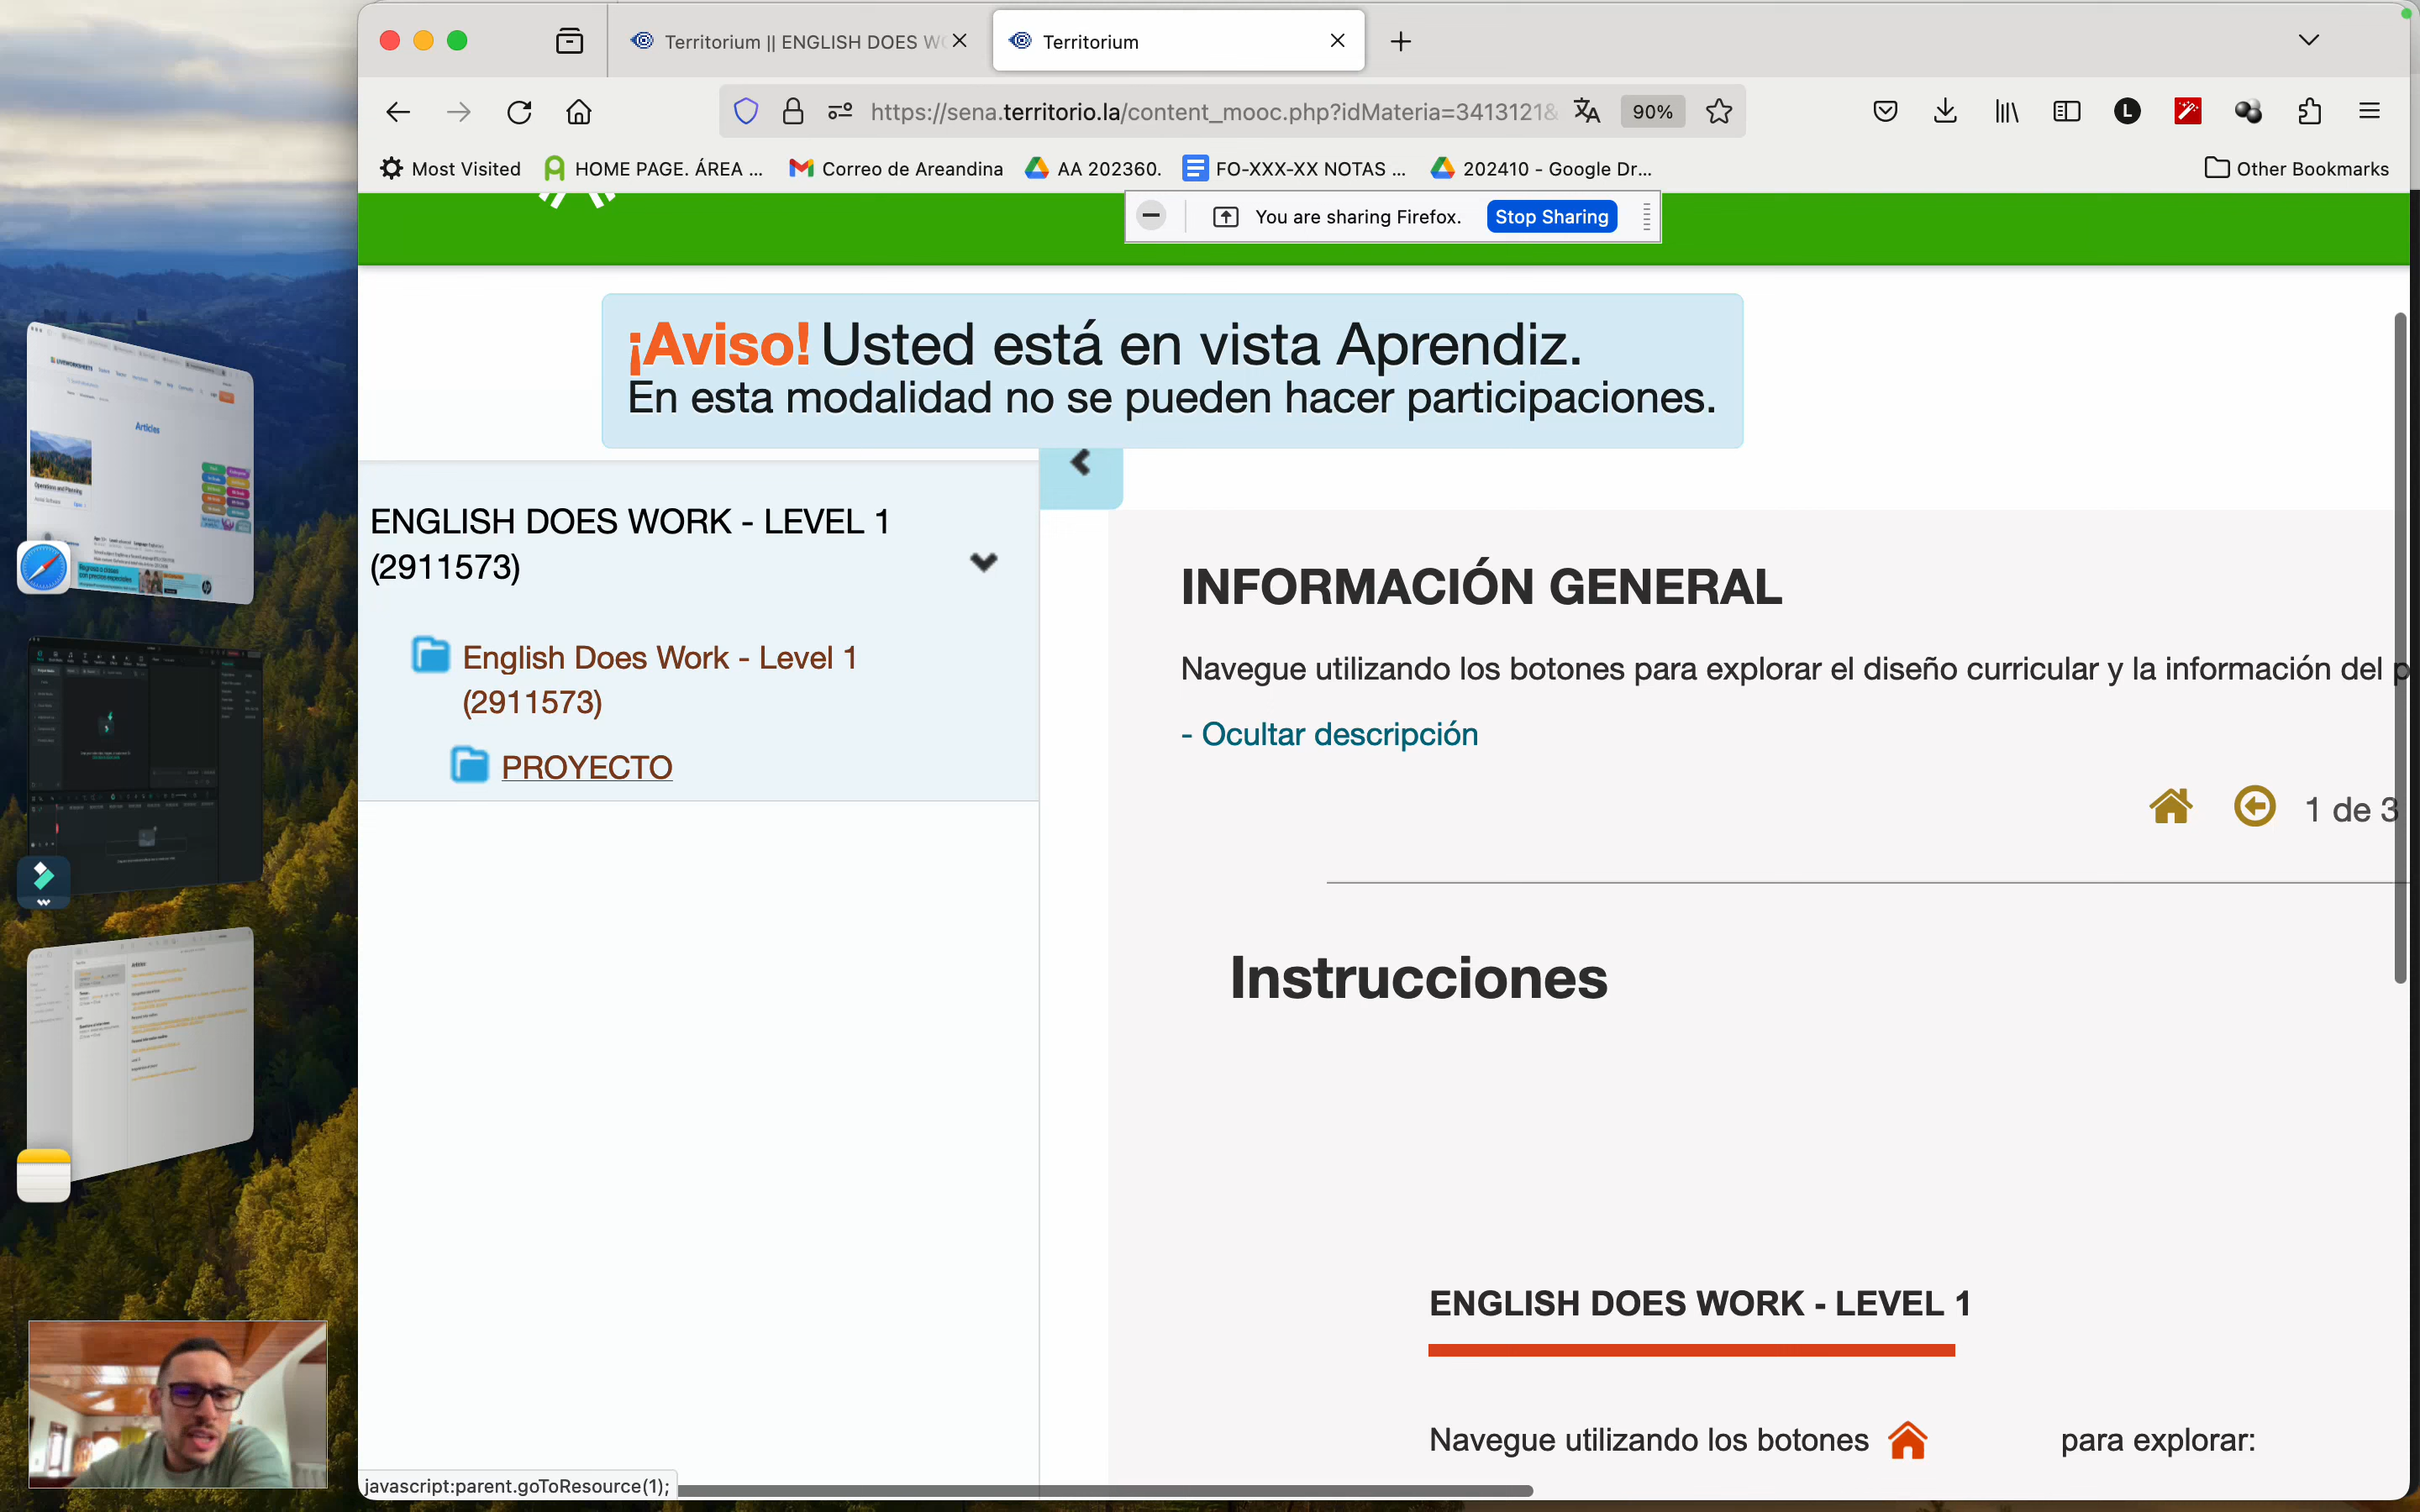 Territorium || ENGLISH DOES W
Territorium
https://sena.territorio.la/content_mooc.php?idMateria=3413121&
90%
L
Most Visited
HOME PAGE. ÁREA ...
Correo de Areandina
AA 202360.
FO-XXX-XX NOTAS ...
202410 - Google Dr...
Other Bookmarks
You are sharing Firefox.
Stop Sharing
¡Aviso! Usted está en vista Aprendiz.
En esta modalidad no se pueden hacer participaciones.
ENGLISH DOES WORK - LEVEL 1
(2911573)
English Does Work - Level 1
(2911573)
PROYECTO
INFORMACIÓN GENERAL
Navegue utilizando los botones para explorar el diseño curricular y la información del p
- Ocultar descripción
1 de 3
Instrucciones
ENGLISH DOES WORK - LEVEL 1
Navegue utilizando los botones para explorar:
javascript:parent.goToResource(1);
Articles